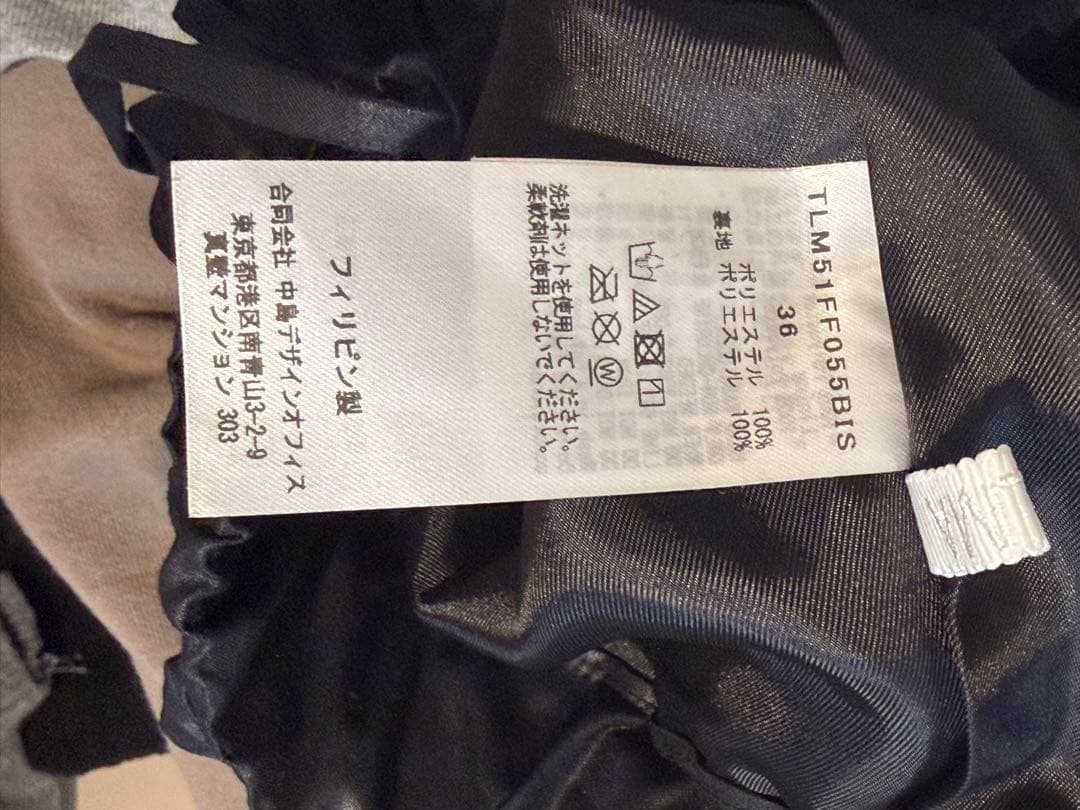 TLM51FF055BIS
36
ポリエステル 100%
裏地 ポリエステル 100%
洗濯ネットを使用してください。
柔軟剤は使用しないでください。
フィリピン製
合同会社 中島デザインオフィス
東京都港区南青山3-2-9
真壁マンション 303